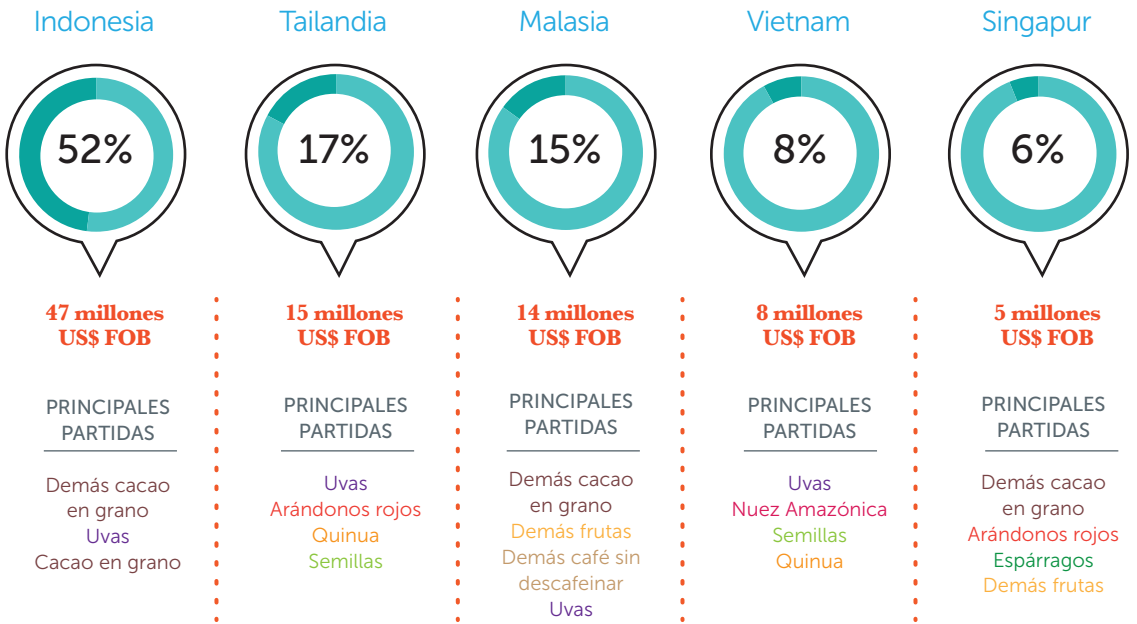 Indonesia
52%
47 millones
US$ FOB
PRINCIPALES
PARTIDAS
Demás cacao
en grano
Uvas
Cacao en grano
Tailandia
17%
15 millones
US$ FOB
PRINCIPALES
PARTIDAS
Uvas
Arándonos rojos
Quinua
Semillas
Malasia
15%
14 millones
US$ FOB
PRINCIPALES
PARTIDAS
Demás cacao
en grano
Demás frutas
Demás café sin
descafeinar
Uvas
Vietnam
8%
8 millones
US$ FOB
PRINCIPALES
PARTIDAS
Uvas
Nuez Amazónica
Semillas
Quinua
Singapur
6%
5 millones
US$ FOB
PRINCIPALES
PARTIDAS
Demás cacao
en grano
Arándonos rojos
Espárragos
Demás frutas